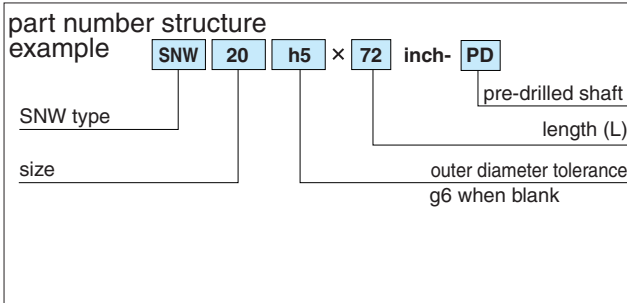 part number structure
example
SNW 20 h5 × 72 inch- PD
pre-drilled shaft
SNW type
length (L)
size
outer diameter tolerance
g6 when blank